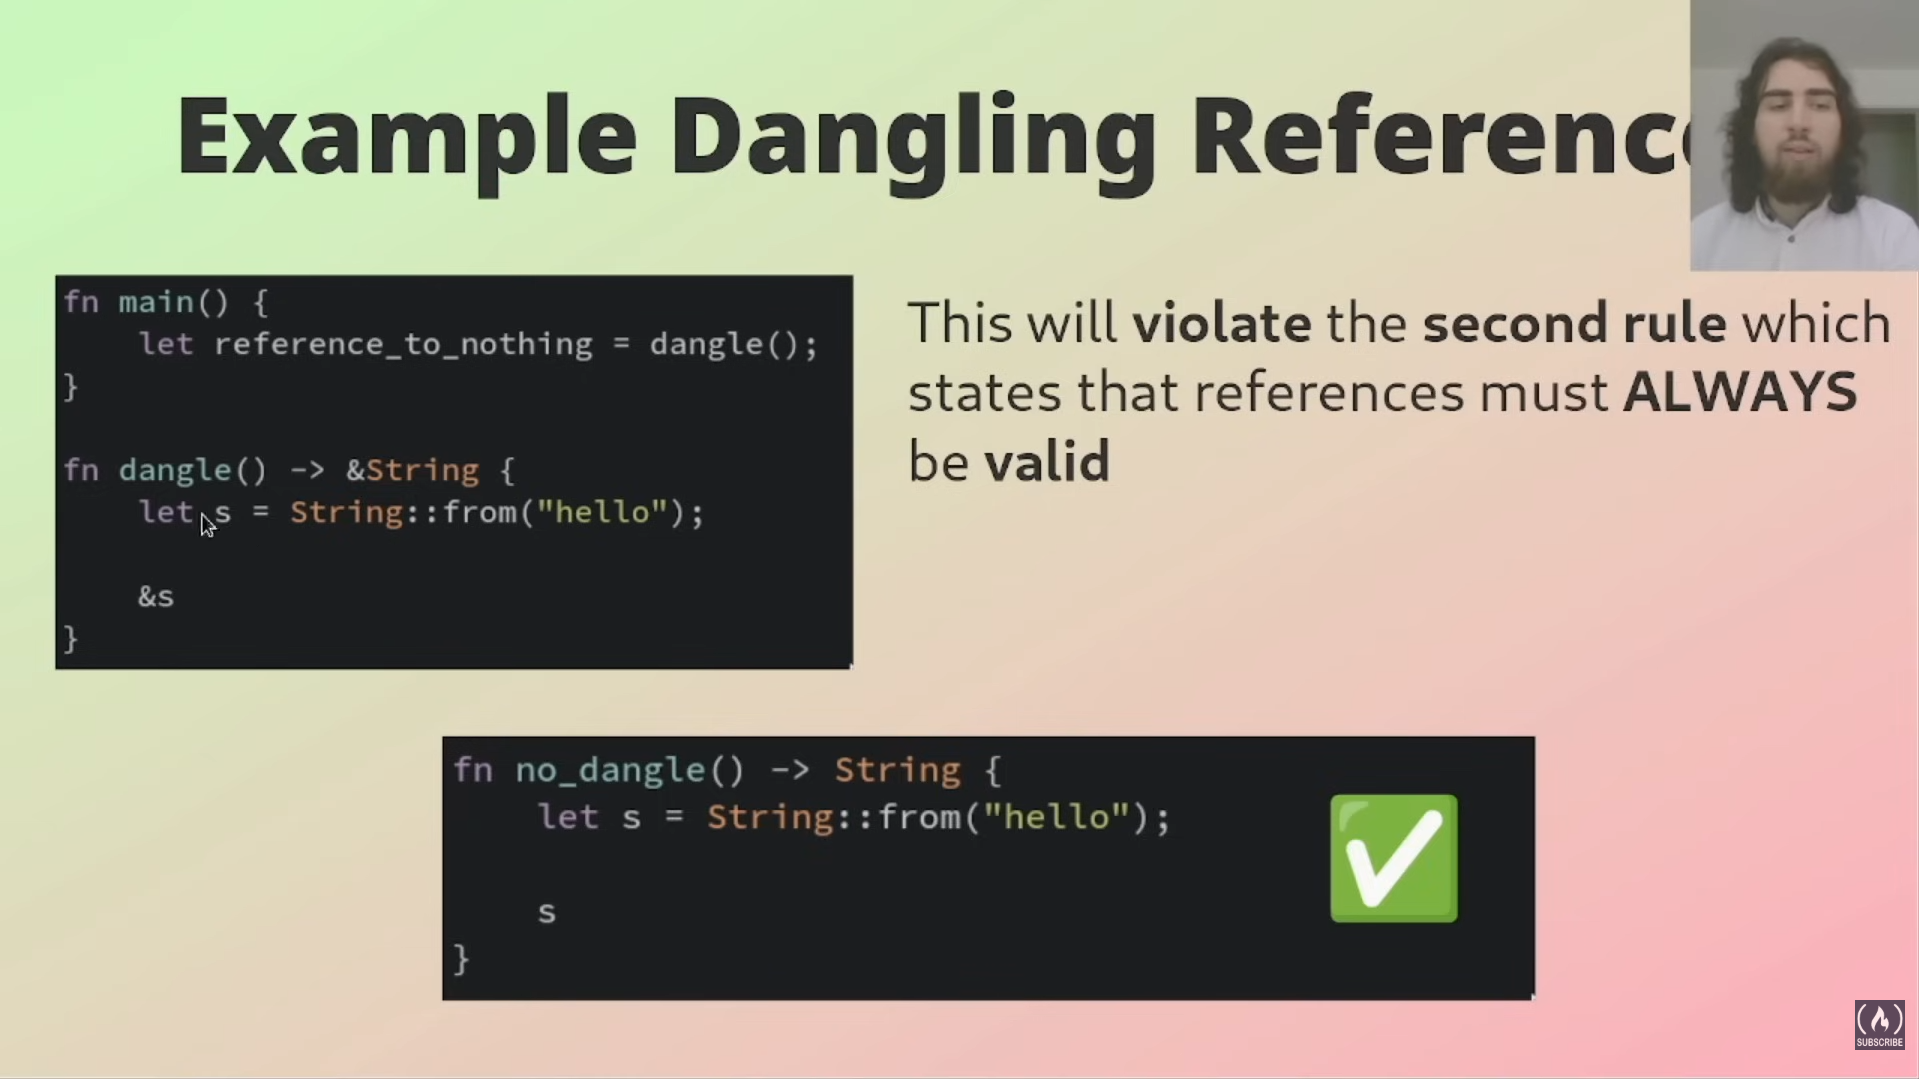 Example Dangling Referenc
fn main() {
    let reference_to_nothing = dangle();
}
fn dangle() -> &String {
    let s = String::from("hello");
    &s
}
This will violate the second rule which
states that references must ALWAYS
be valid
fn no_dangle() -> String {
    let s = String::from("hello");
    s
}
SUBSCRIBE